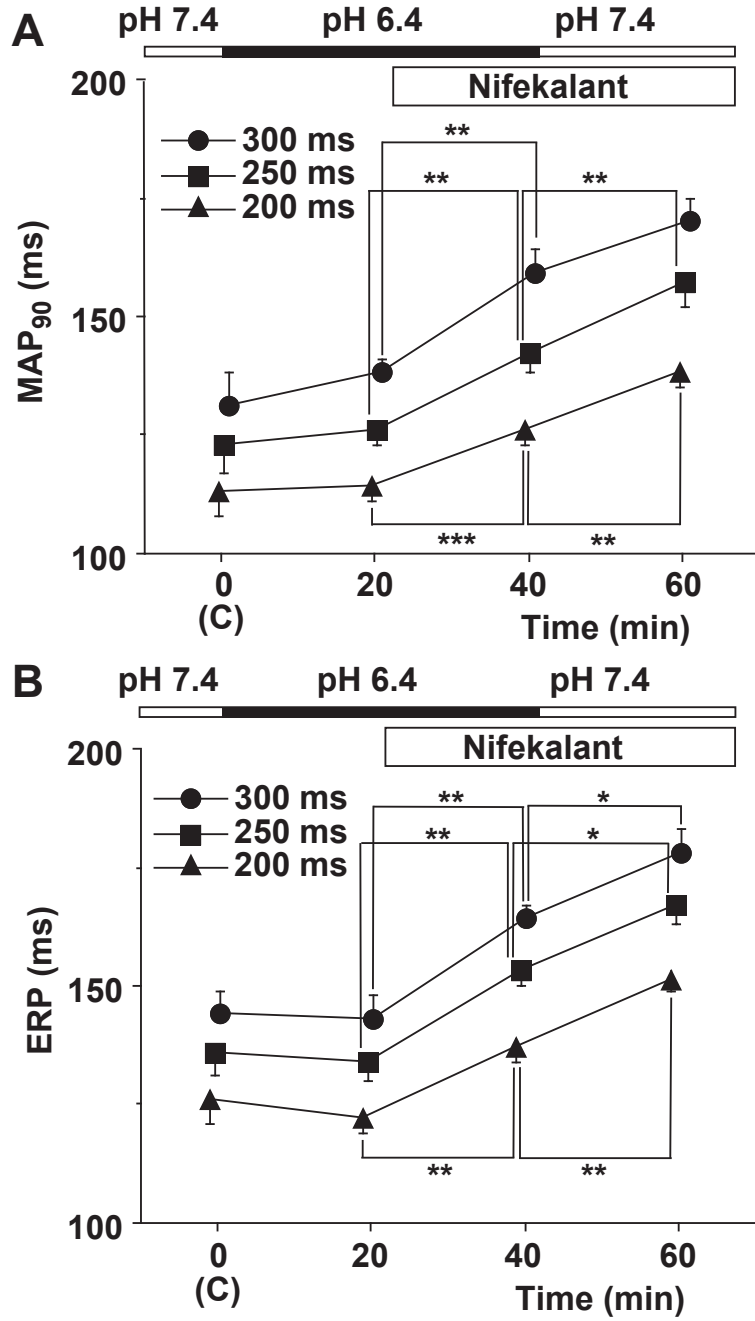 A
pH 7.4 pH 6.4 pH 7.4
Nifekalant
200
300 ms
250 ms
200 ms
** ** **
150
MAP90 (ms)
100
*** **
0 20 40 60
(C) Time (min)
B
pH 7.4 pH 6.4 pH 7.4
Nifekalant
200
300 ms
250 ms
200 ms
** *
** *
150
ERP (ms)
** **
100
0 20 40 60
(C) Time (min)